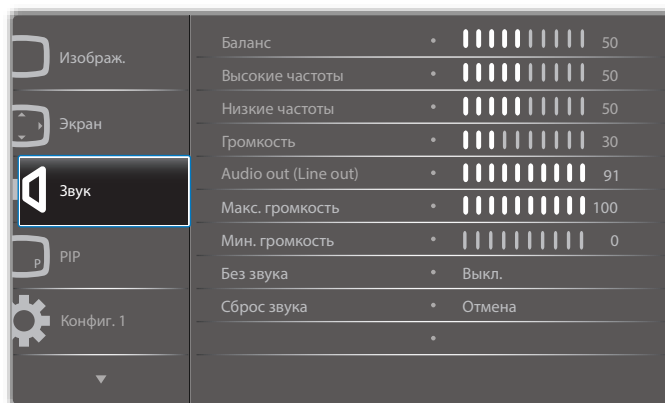 Изображ.
Экран
Звук
P
PIP
Конфиг. 1
Баланс • 50
Высокие частоты • 50
Низкие частоты • 50
Громкость • 30
Audio out (Line out) • 91
Макс. громкость • 100
Мин. громкость • 0
Без звука • Выкл.
Сброс звука • Отмена
•